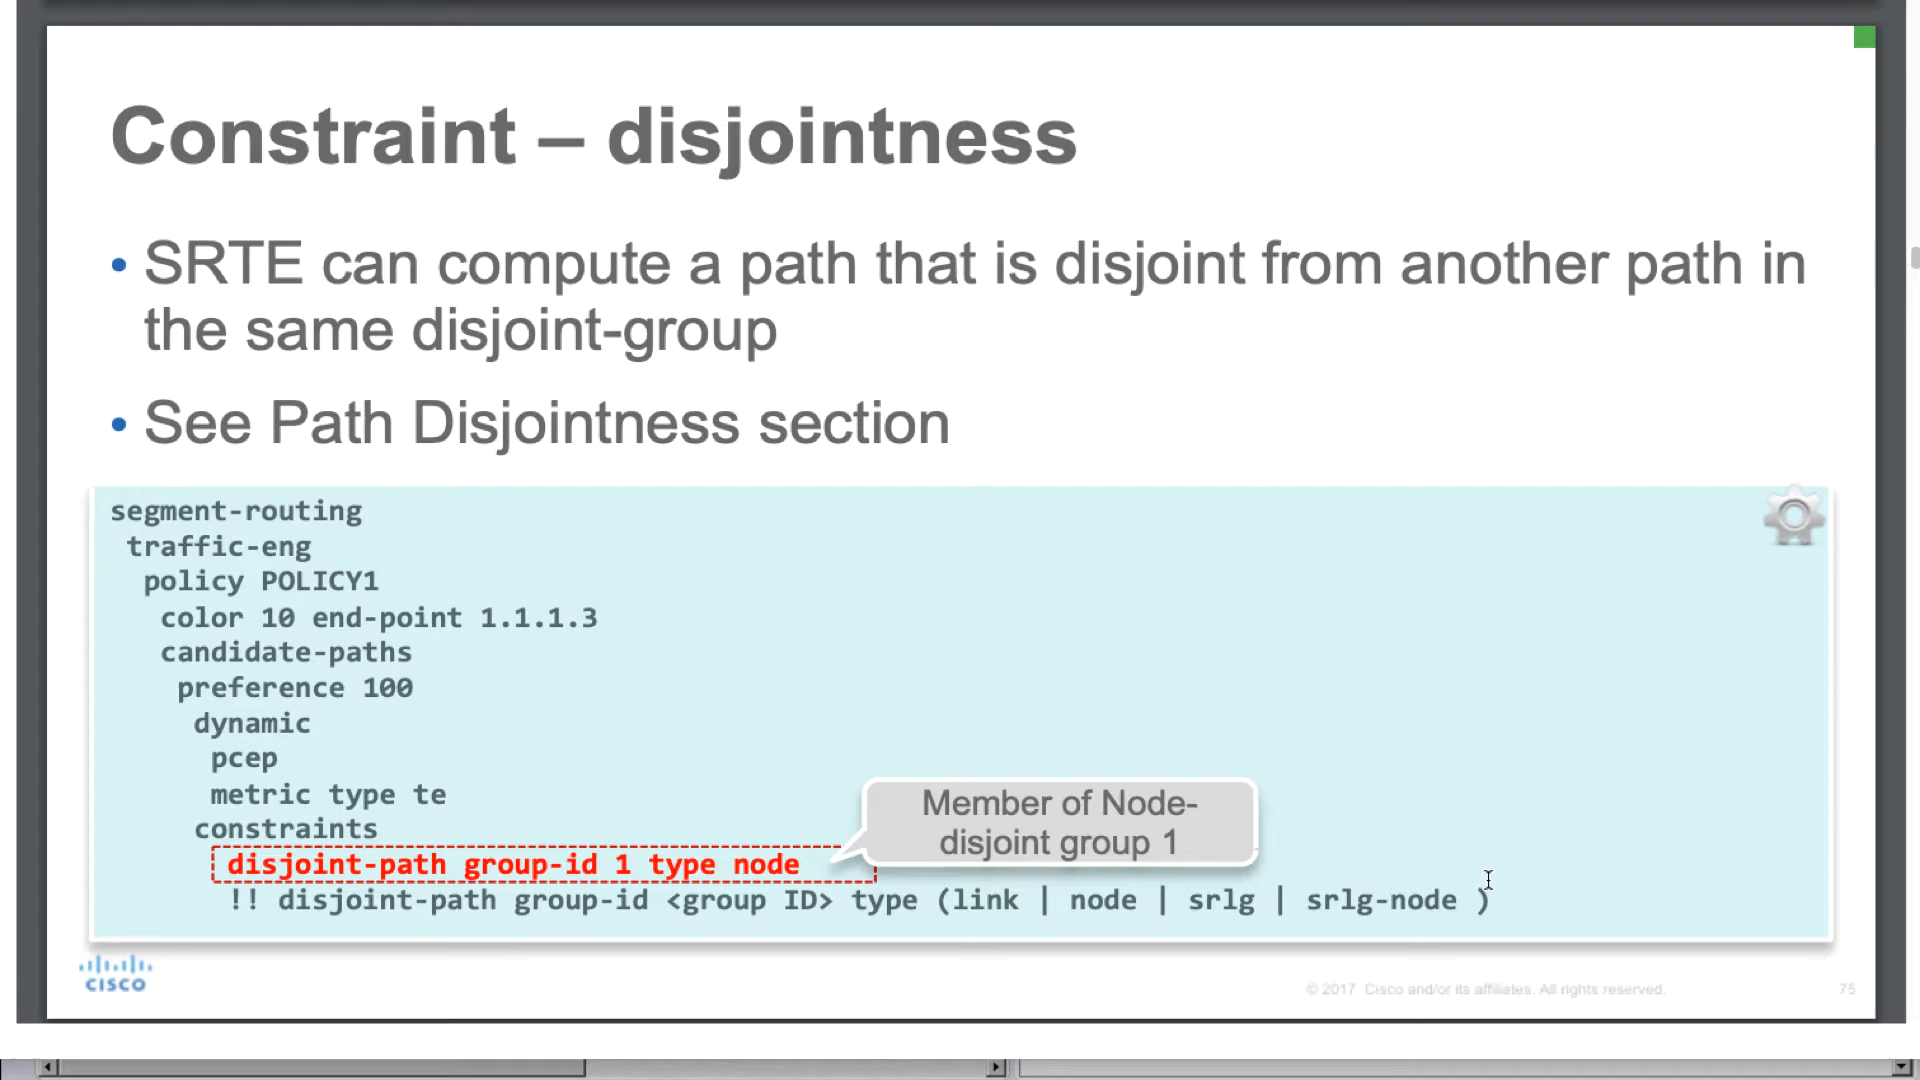 Constraint – disjointness
• SRTE can compute a path that is disjoint from another path in
the same disjoint-group
• See Path Disjointness section
segment-routing
traffic-eng
policy POLICY1
color 10 end-point 1.1.1.3
candidate-paths
preference 100
dynamic
pcep
metric type te
constraints
disjoint-path group-id 1 type node
Member of Node-
disjoint group 1
!! disjoint-path group-id <group ID> type (link | node | srlg | srlg-node )
CISCO
© 2017 Cisco and/or its affiliates. All rights reserved.
75